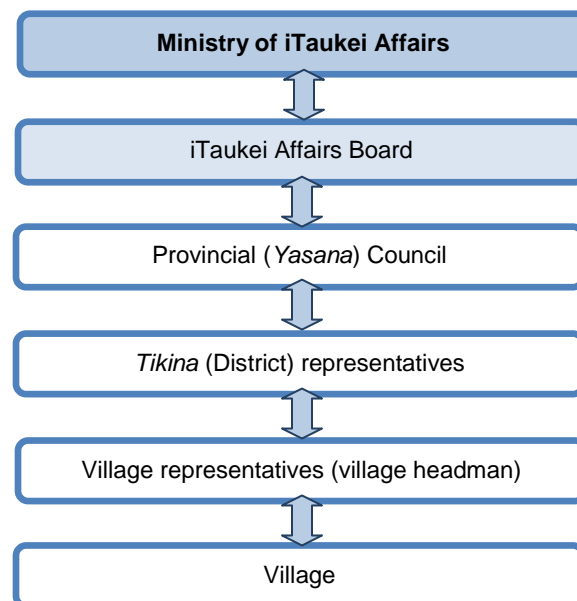 Ministry of iTaukei Affairs
iTaukei Affairs Board
Provincial (Yasana) Council
Tikina (District) representatives
Village representatives (village headman)
Village